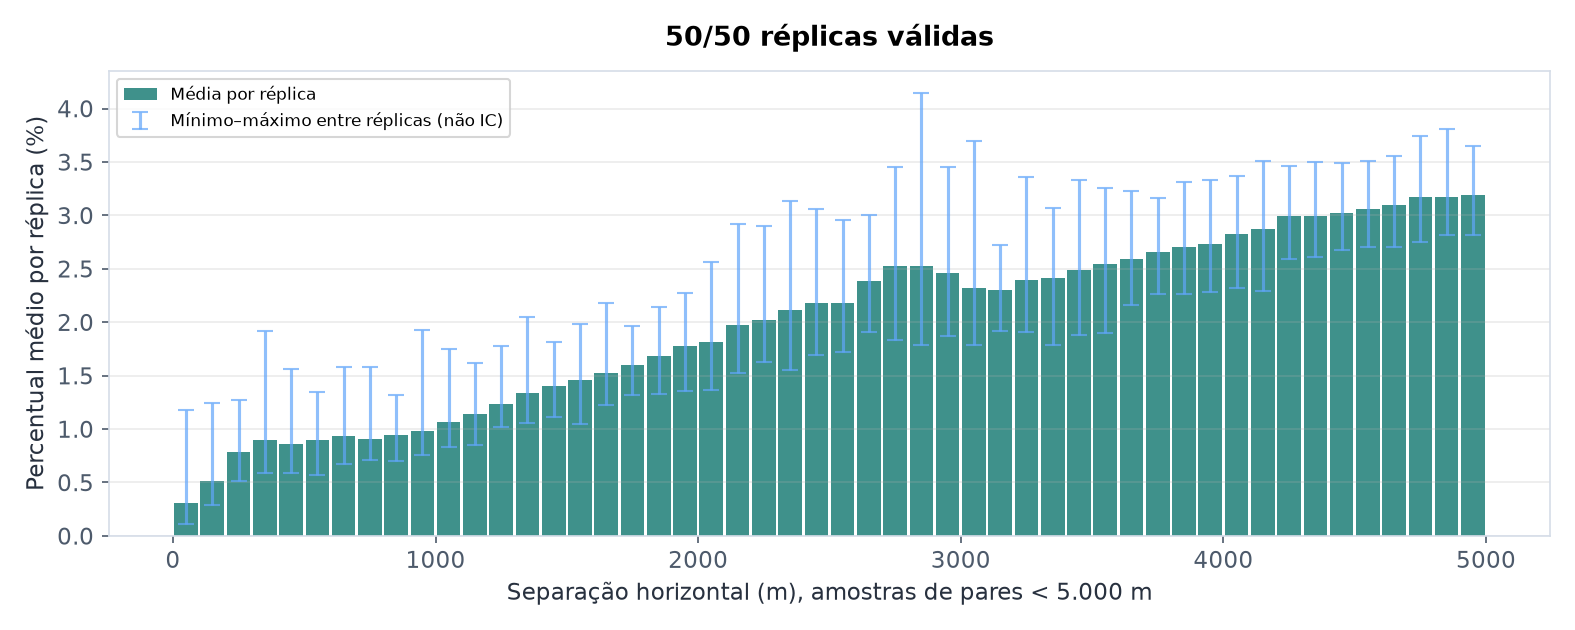 50/50 réplicas válidas
Média por réplica
Mínimo–máximo entre réplicas (não IC)
Percentual médio por réplica (%)
4.0
3.5
3.0
2.5
2.0
1.5
1.0
0.5
0.0
0 1000 2000 3000 4000 5000
Separação horizontal (m), amostras de pares < 5.000 m